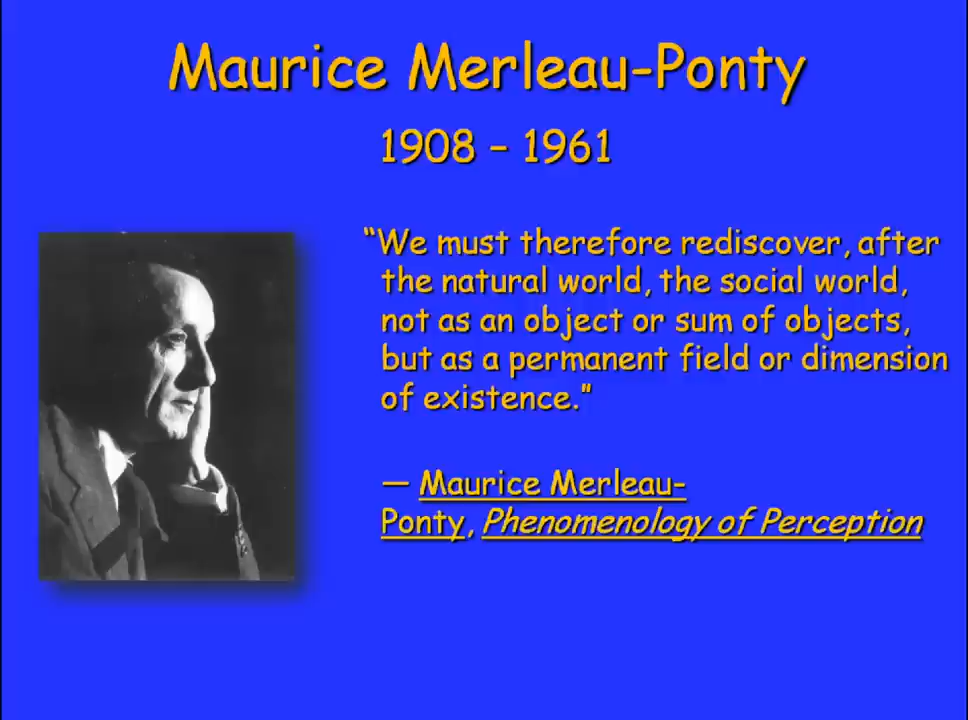 Maurice Merleau-Ponty
1908 – 1961
“We must therefore rediscover, after
the natural world, the social world,
not as an object or sum of objects,
but as a permanent field or dimension
of existence.”
— Maurice Merleau-
Ponty, Phenomenology of Perception